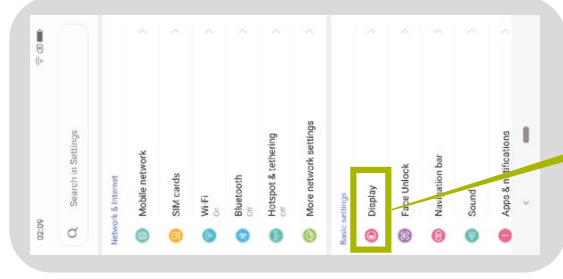 02:09
Search in Settings
Network & Internet
Mobile network
SIM cards
Wi-Fi
On
Bluetooth
Off
Hotspot & tethering
Off
More network settings
Basic settings
Display
Face Unlock
Navigation bar
Sound
Apps & notifications